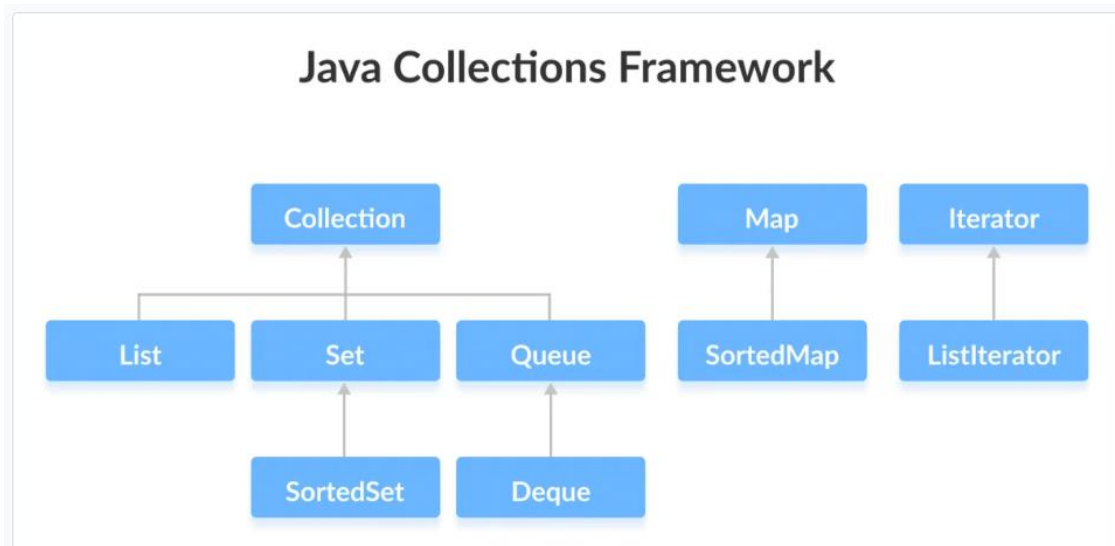 Java Collections Framework
Collection
Map
Iterator
List
Set
Queue
SortedMap
ListIterator
SortedSet
Deque